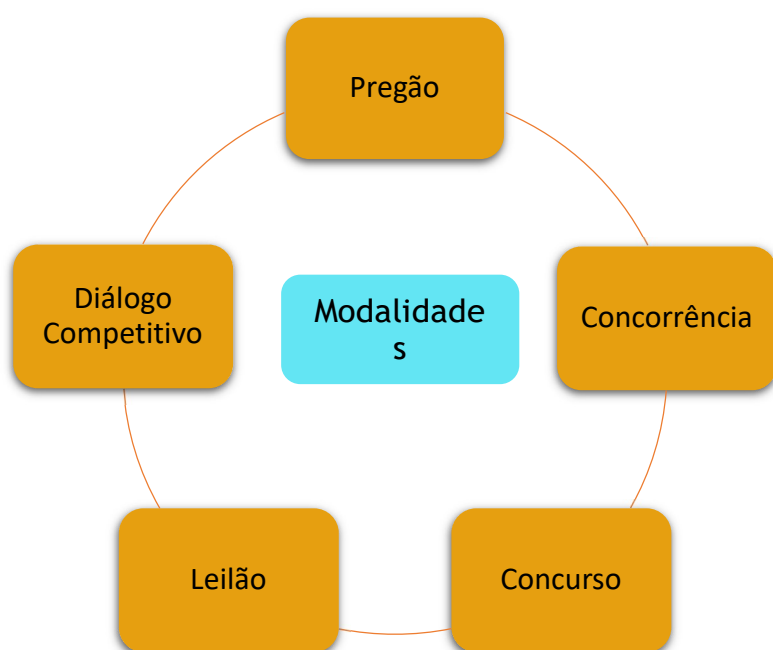 Pregão
Diálogo
Competitivo
Modalidade
s
Concorrência
Leilão
Concurso